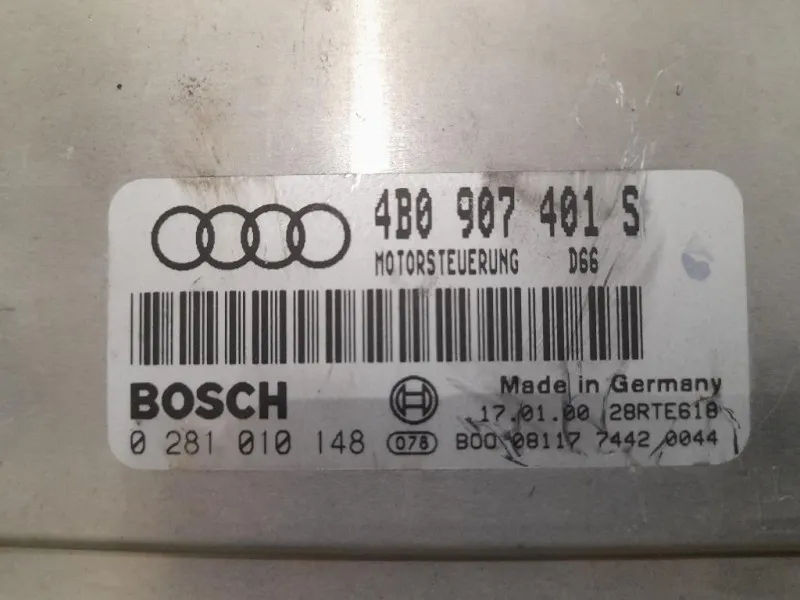 4B0 907 401 S
MOTORSTEUERUNG D66
BOSCH
Made in Germany
17.01.00 28RTE618
0 281 010 148 076 B00 08117 7442 0044